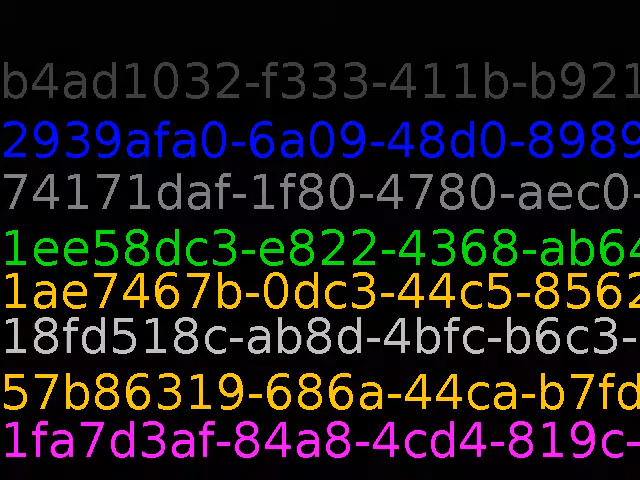 b4ad1032-f333-411b-b921
2939afa0-6a09-48d0-8989
74171daf-1f80-4780-aec0-
1ee58dc3-e822-4368-ab64
1ae7467b-0dc3-44c5-8562
18fd518c-ab8d-4bfc-b6c3-
57b86319-686a-44ca-b7fd
1fa7d3af-84a8-4cd4-819c-